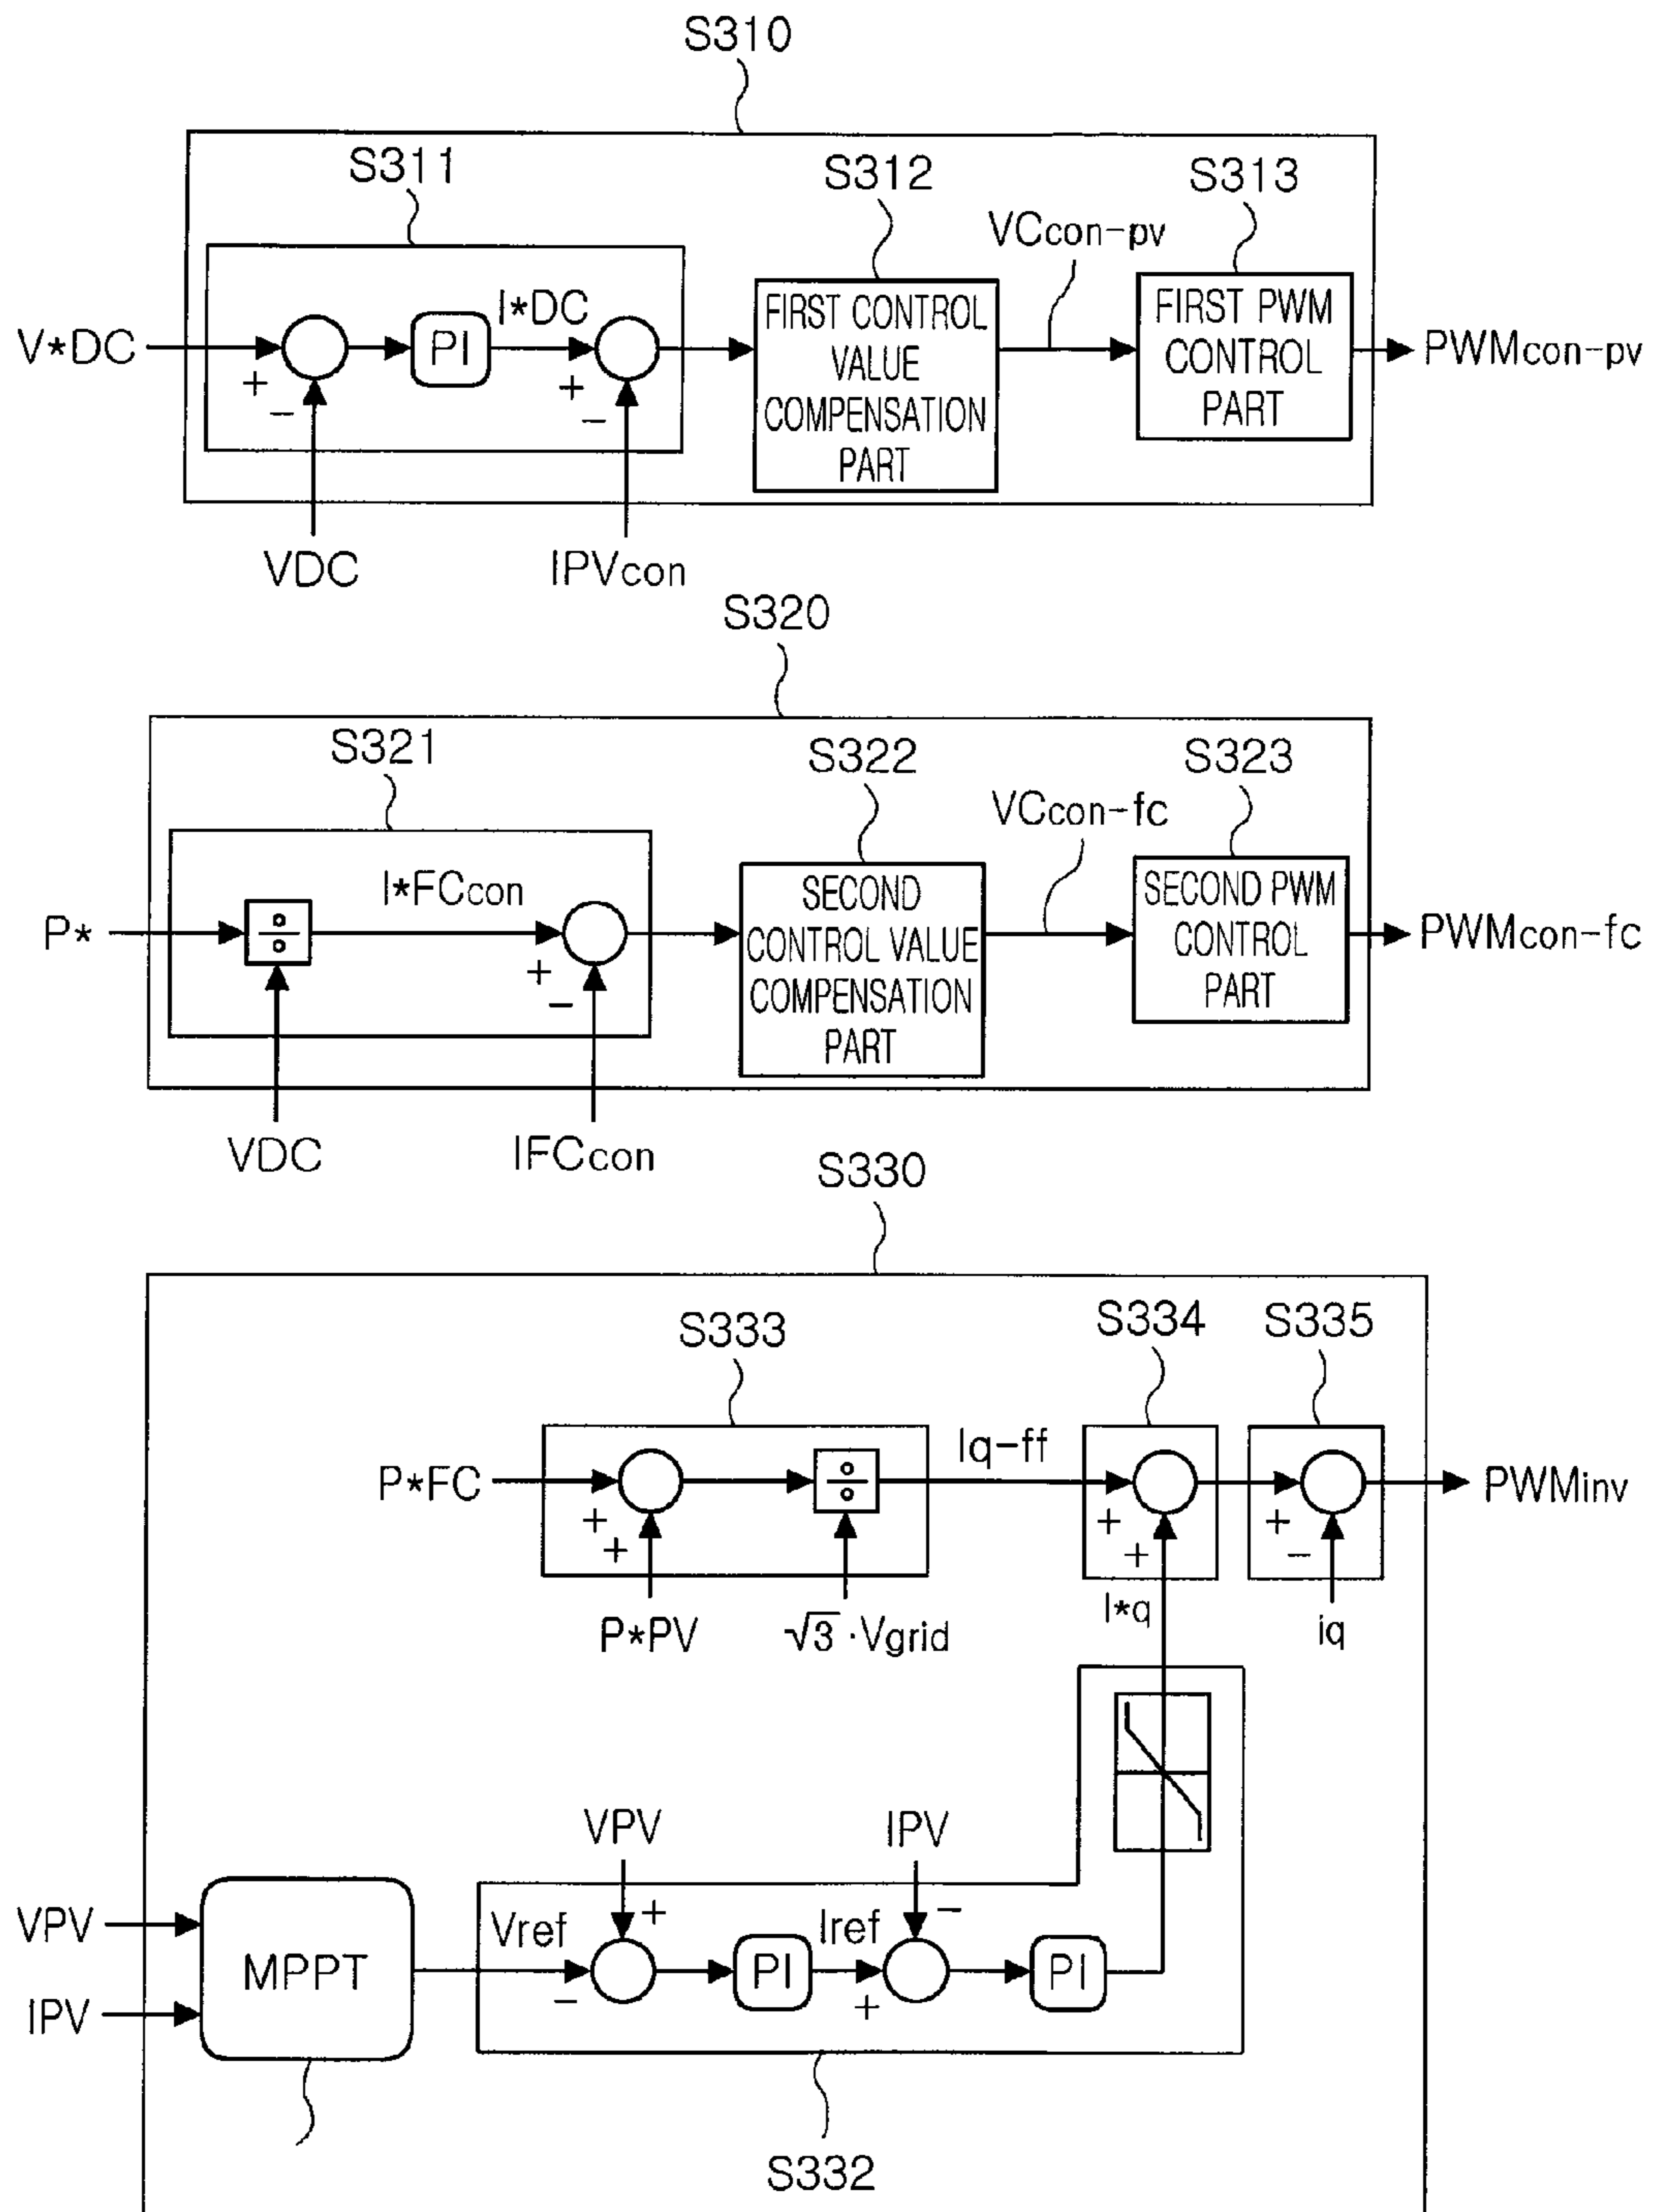 S310
S311
S312
S313
VCcon-pv
V*DC
+
−
PI
I*DC
+
−
FIRST CONTROL
VALUE
COMPENSATION
PART
FIRST PWM
CONTROL
PART
PWMcon-pv
VDC
IPVcon
S320
S321
S322
S323
VCcon-fc
P*
÷
I*FCcon
+
−
SECOND
CONTROL VALUE
COMPENSATION
PART
SECOND PWM
CONTROL
PART
PWMcon-fc
VDC
IFCcon
S330
S333
S334
S335
P*FC
+
+
÷
Iq-ff
+
+
+
−
PWMinv
P*PV
√3 ·Vgrid
I*q
iq
VPV
IPV
VPV
IPV
MPPT
Vref
+
−
PI
Iref
−
+
PI
S332